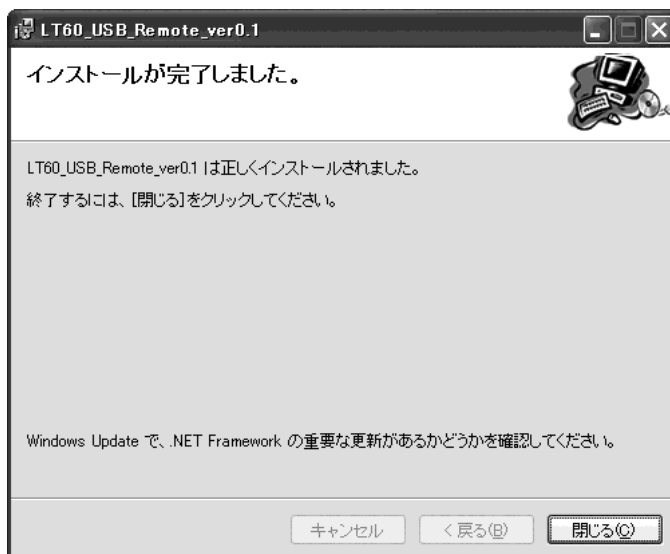 LT60_USB_Remote_ver0.1
インストールが完了しました。
LT60_USB_Remote_ver0.1 は正しくインストールされました。
終了するには、[閉じる]をクリックしてください。
Windows Update で、.NET Framework の重要な更新があるかどうかを確認してください。
キャンセル
< 戻る(B)
閉じる(C)